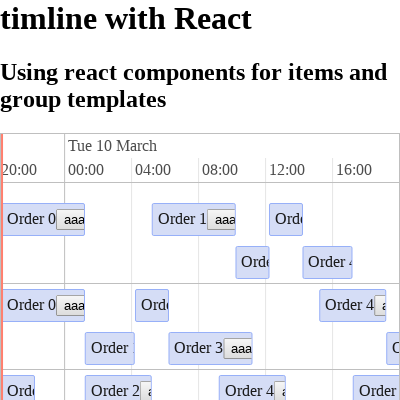 timline with React
Using react components for items and
group templates
Tue 10 March
20:00 00:00 04:00 08:00 12:00 16:00
Order 0 aaa Order 1 aaa
Order 0 aaa Order 4
Order 3 aaa
Order 2 Order 4 Order